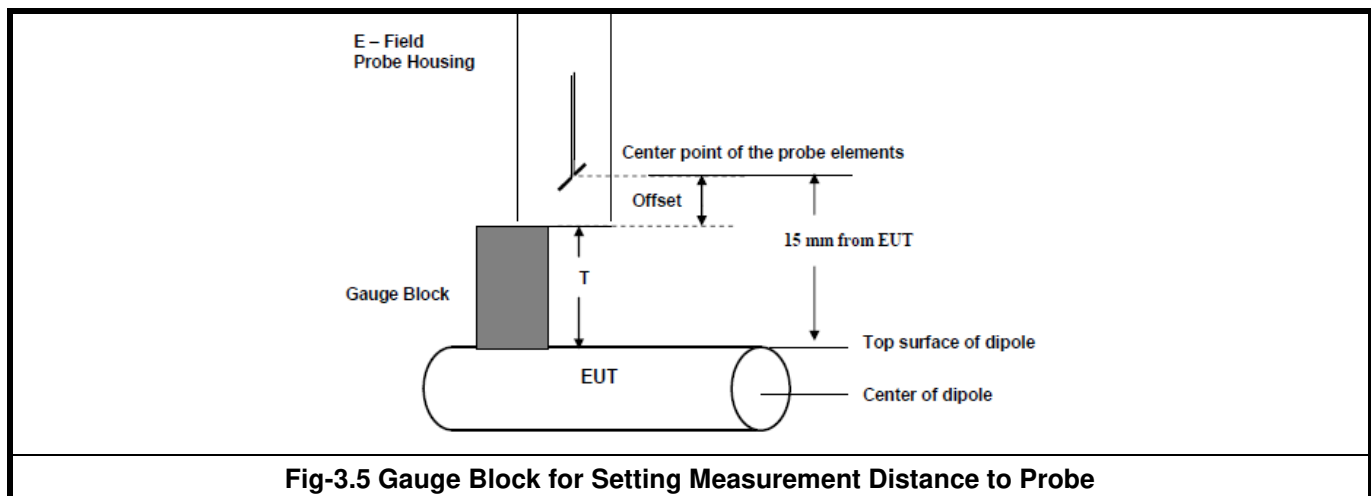 E – Field
Probe Housing
Center point of the probe elements
Offset
15 mm from EUT
T
Gauge Block
Top surface of dipole
EUT
Center of dipole
Fig-3.5 Gauge Block for Setting Measurement Distance to Probe